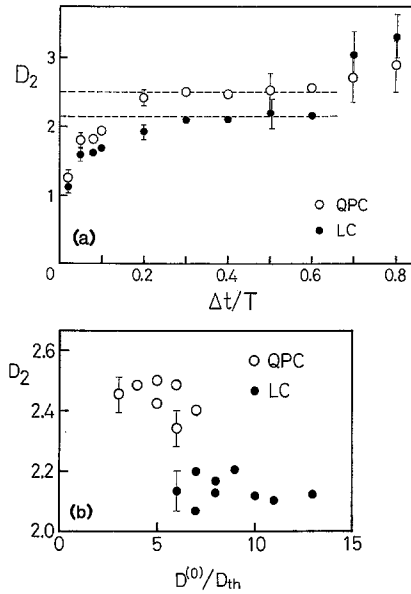 3
D₂
2
1
QPC
LC
(a)
0 0.2 0.4 0.6 0.8
Δt/T
2.6
D₂
QPC
LC
2.4
2.2
(b)
2.0
0 5 10 15
D⁽⁰⁾/D_th